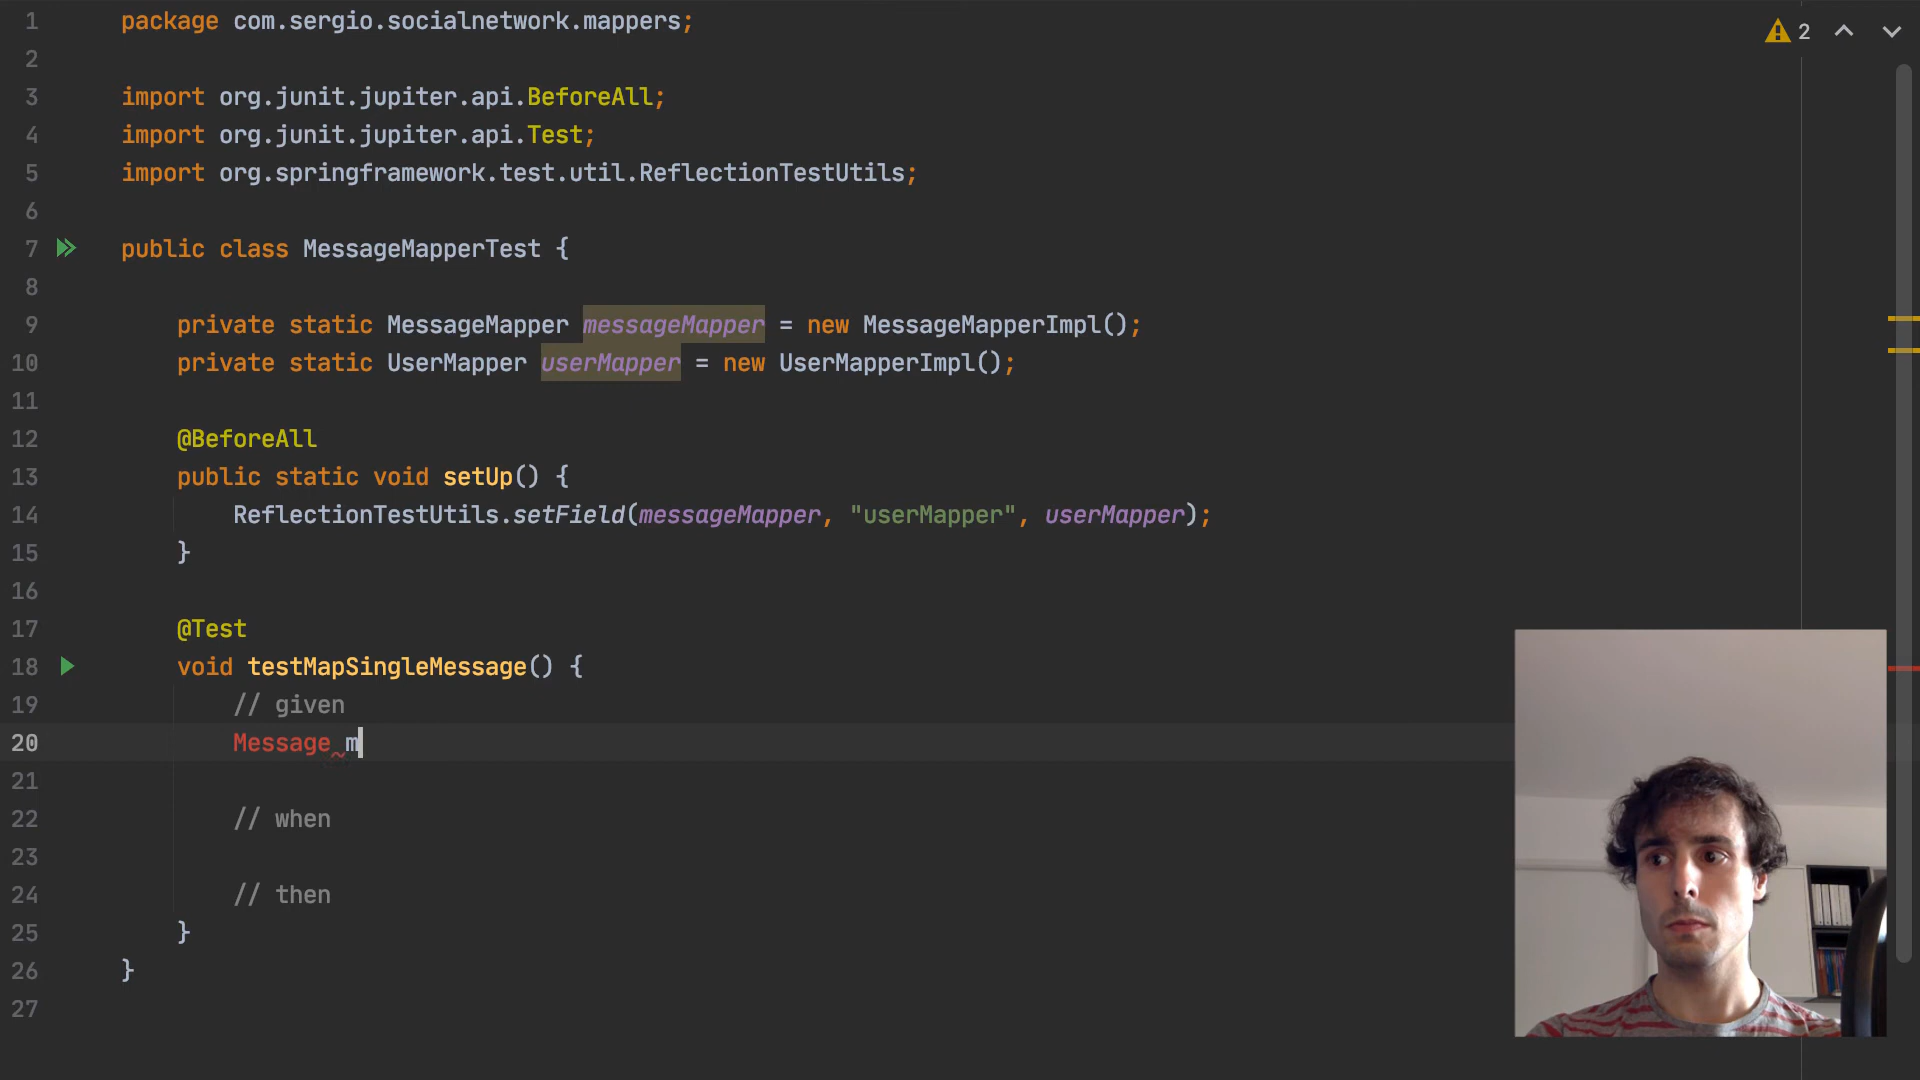 2
1 package com.sergio.socialnetwork.mappers;
2
3 import org.junit.jupiter.api.BeforeAll;
4 import org.junit.jupiter.api.Test;
5 import org.springframework.test.util.ReflectionTestUtils;
6
7 public class MessageMapperTest {
8
9 private static MessageMapper messageMapper = new MessageMapperImpl();
10 private static UserMapper userMapper = new UserMapperImpl();
11
12 @BeforeAll
13 public static void setUp() {
14 ReflectionTestUtils.setField(messageMapper, "userMapper", userMapper);
15 }
16
17 @Test
18 void testMapSingleMessage() {
19 // given
20 Message m
21
22 // when
23
24 // then
25 }
26 }
27